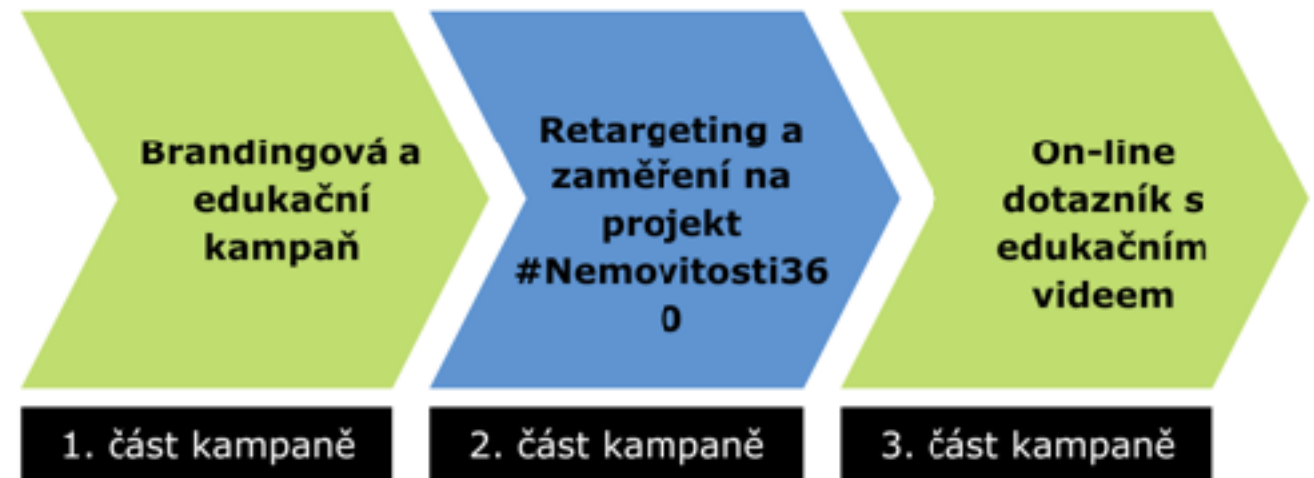 Brandingová a
edukační
kampaň
Retargeting a
zaměření na
projekt
#Nemovitosti36
0
On-line
dotazník s
edukačním
videem
1. část kampaně
2. část kampaně
3. část kampaně